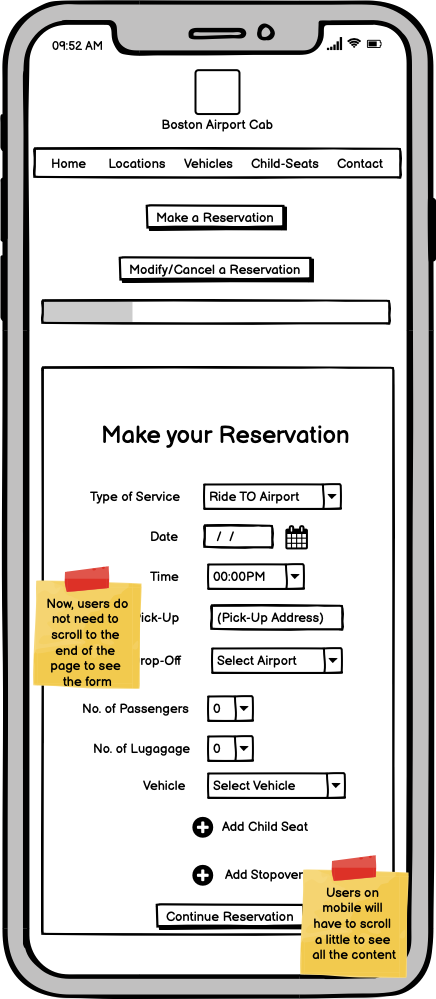 09:52 AM
Boston Airport Cab
Home Locations Vehicles Child-Seats Contact
Make a Reservation
Modify/Cancel a Reservation
Make your Reservation
Type of Service Ride TO Airport
Date / /
Time 00:00PM
ick-Up (Pick-Up Address)
rop-Off Select Airport
Now, users do
not need to
scroll to the
end of the
page to see
the form
No. of Passengers 0
No. of Lugagage 0
Vehicle Select Vehicle
Add Child Seat
Add Stopover
Continue Reservation
Users on
mobile will
have to scroll
a little to see
all the content